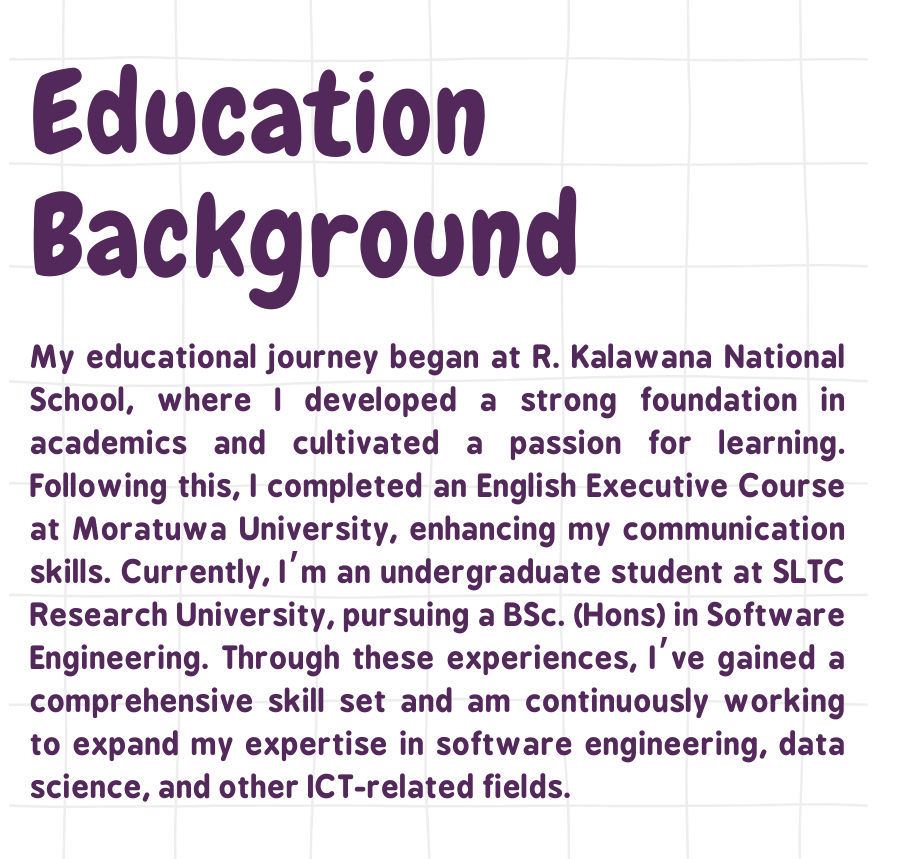 Education
Background
My educational journey began at R. Kalawana National
School, where I developed a strong foundation in
academics and cultivated a passion for learning.
Following this, I completed an English Executive Course
at Moratuwa University, enhancing my communication
skills. Currently, I'm an undergraduate student at SLTC
Research University, pursuing a BSc. (Hons) in Software
Engineering. Through these experiences, I've gained a
comprehensive skill set and am continuously working
to expand my expertise in software engineering, data
science, and other ICT-related fields.